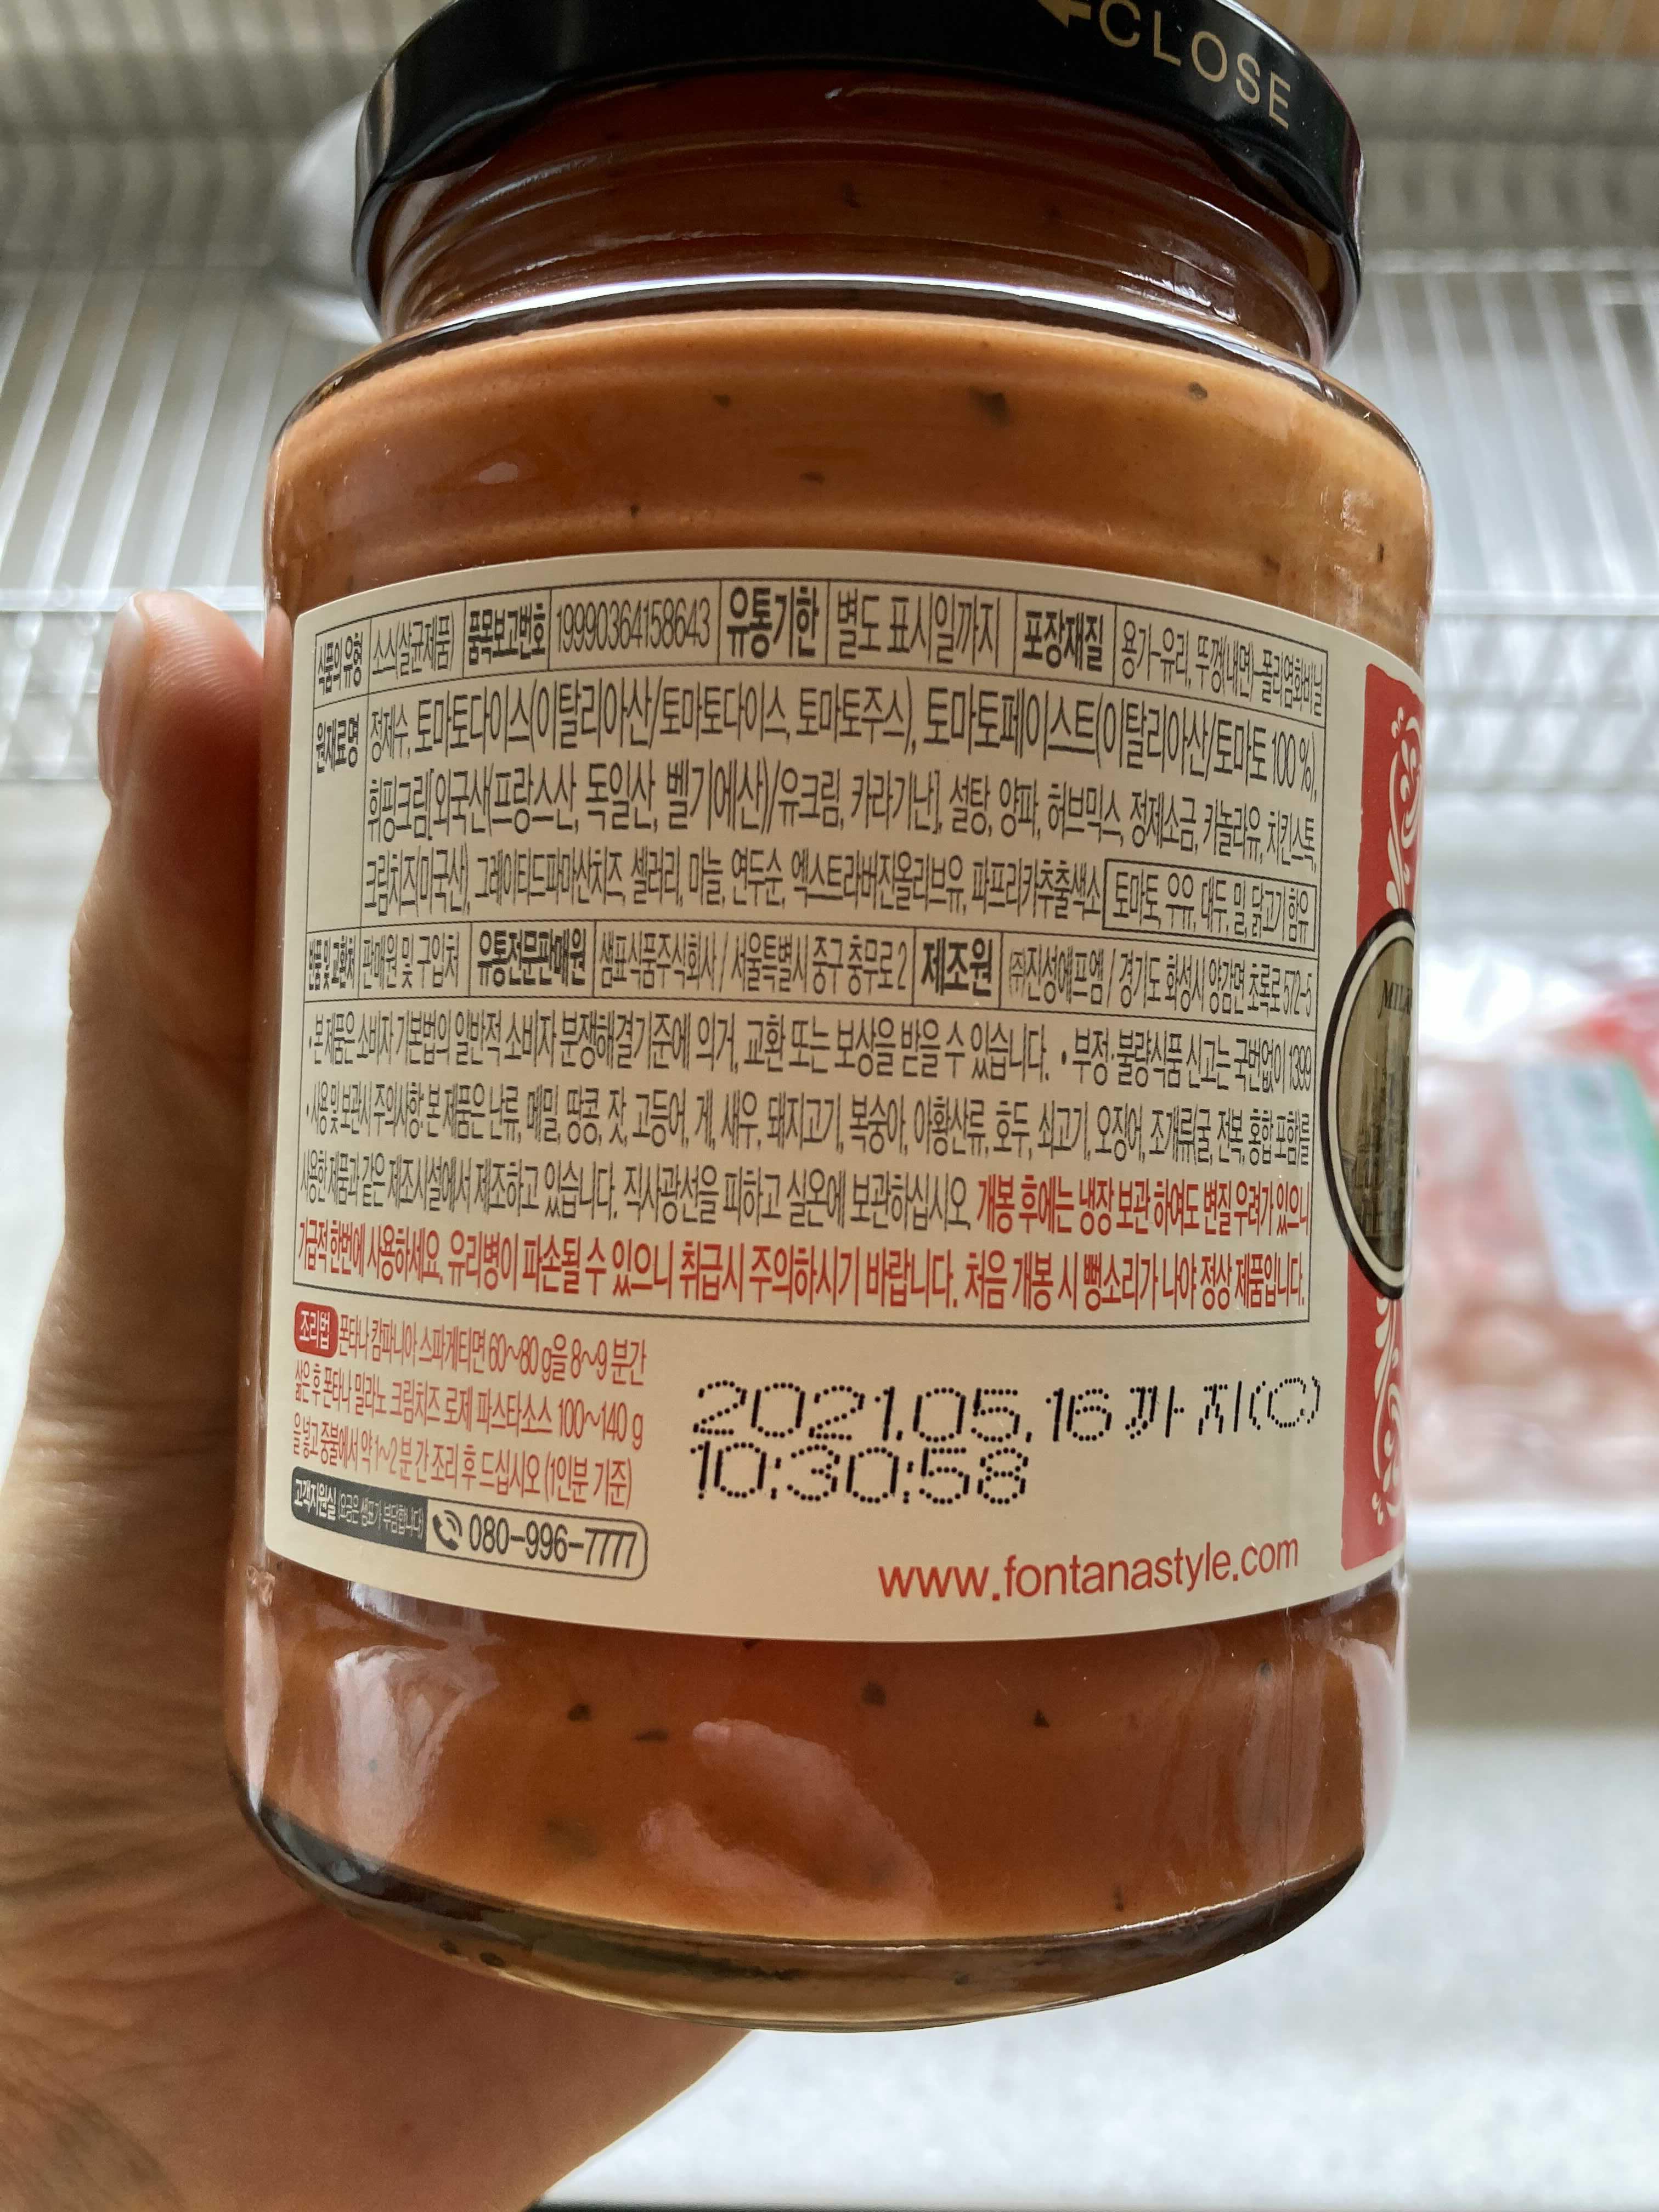 ←CLOSE
식품의 유형 소스(살균제품) 품목보고번호 19990364158643 유통기한 별도 표시일까지 포장재질 용기-유리, 뚜껑(내면)-폴리염화비닐
원재료명 정제수, 토마토다이스(이탈리아산/토마토다이스, 토마토주스), 토마토페이스트(이탈리아산/토마토 100 %),
휘핑크림[외국산(프랑스산, 독일산, 벨기에산)/유크림, 카라기난], 설탕, 양파, 허브믹스, 정제소금, 카놀라유, 치킨스톡,
크림치즈(미국산), 그레이티드파마산치즈, 셀러리, 마늘, 연두순, 엑스트라버진올리브유, 파프리카추출색소 토마토, 우유, 대두, 밀, 닭고기 함유
반품 및 교환처 판매원 및 구입처 유통전문판매원 샘표식품주식회사 / 서울특별시 중구 충무로 2 제조원 (주)진성에프엠 / 경기도 화성시 양감면 초록로 572-5
• 본 제품은 소비자 기본법의 일반적 소비자 분쟁해결기준에 의거, 교환 또는 보상을 받을 수 있습니다. • 부정·불량식품 신고는 국번없이 1399
• 사용 및 보관시 주의사항: 본 제품은 난류, 메밀, 땅콩, 잣, 고등어, 게, 새우, 돼지고기, 복숭아, 아황산류, 호두, 쇠고기, 오징어, 조개류(굴, 전복, 홍합 포함)를
사용한 제품과 같은 제조시설에서 제조하고 있습니다. 직사광선을 피하고 실온에 보관하십시오. 개봉 후에는 냉장 보관 하여도 변질 우려가 있으니
가급적 한번에 사용하세요. 유리병이 파손될 수 있으니 취급시 주의하시기 바랍니다. 처음 개봉 시 뻥소리가 나야 정상 제품입니다.
조리법 폰타나 캄파니아 스파게티면 60~80 g을 8~9 분간
삶은 후 폰타나 밀라노 크림치즈 로제 파스타소스 100~140 g
을 넣고 중불에서 약 1~2 분 간 조리 후 드십시오 (1인분 기준)
2021.05.16 까지(C)
10:30:58
고객지원실 (요금은 샘표가 부담합니다) 080-996-7777
www.fontanastyle.com